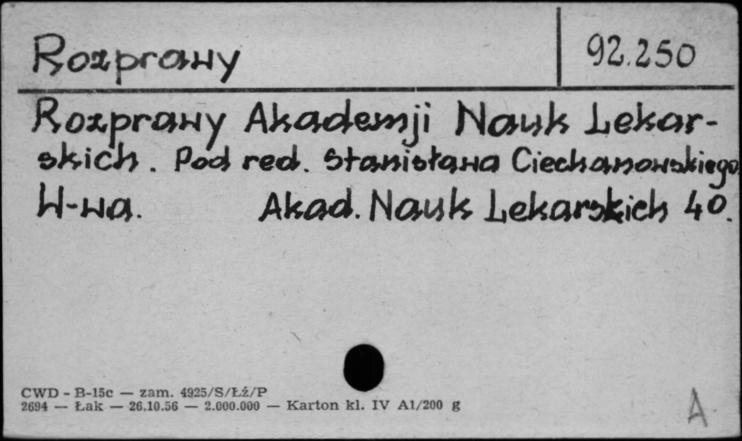 Rozprawy
92.250
Rozprawy Akademji Nauk Lekar-
skich. Pod red. Stanisława Ciechanowskiego
W-wa. Akad. Nauk Lekarskich 4°.
CWD - B-15c — zam. 4925/S/Łź/P
2694 — Łak — 26.10.56 — 2.000.000 — Karton kl. IV A1/200 g
A